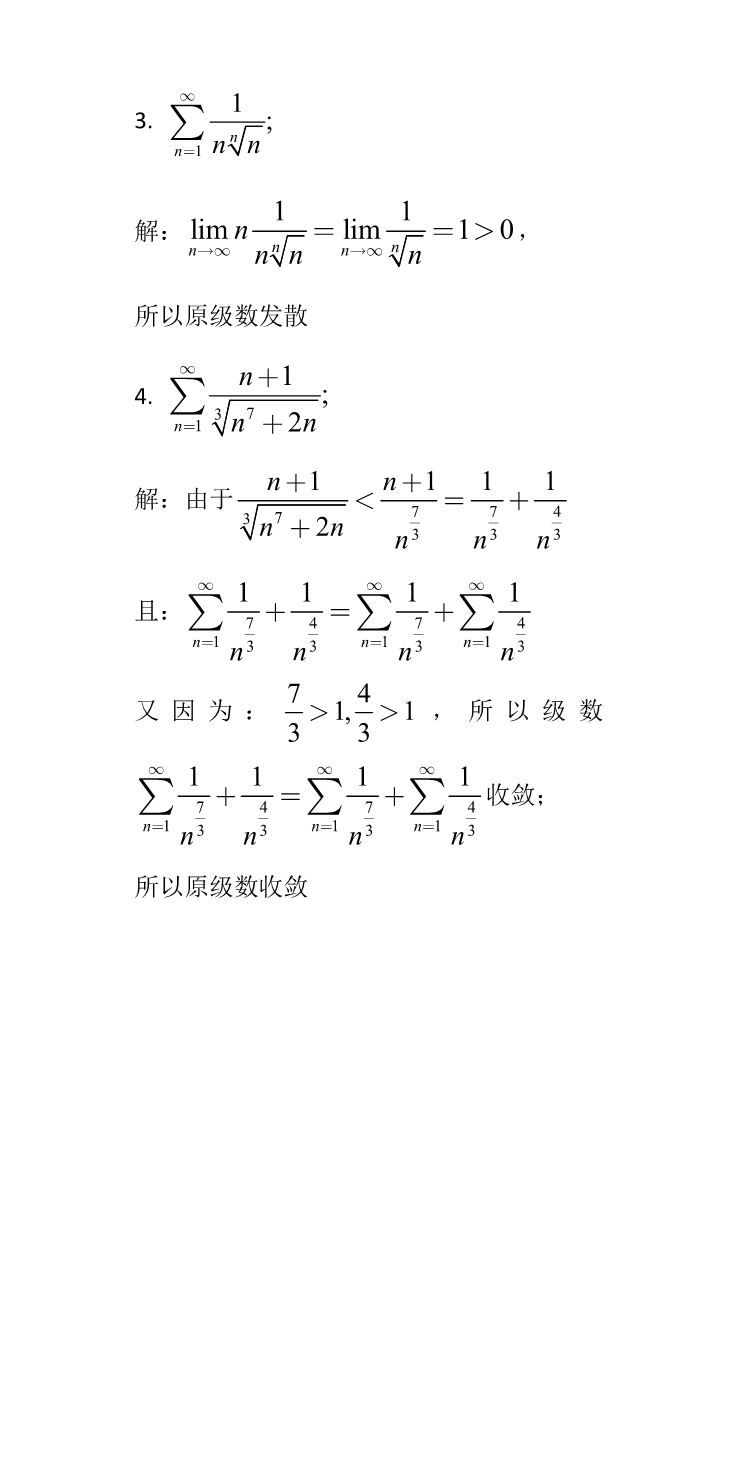 3. $\sum_{n=1}^{\infty} \frac{1}{n\sqrt[n]{n}}$;
解：$\lim_{n \to \infty} n \frac{1}{n\sqrt[n]{n}} = \lim_{n \to \infty} \frac{1}{\sqrt[n]{n}} = 1 > 0$，
所以原级数发散
4. $\sum_{n=1}^{\infty} \frac{n+1}{\sqrt[3]{n^7+2n}}$;
解：由于 $\frac{n+1}{\sqrt[3]{n^7+2n}} < \frac{n+1}{n^{\frac{7}{3}}} = \frac{1}{n^{\frac{7}{3}}} + \frac{1}{n^{\frac{4}{3}}}$
且：$\sum_{n=1}^{\infty} \frac{1}{n^{\frac{7}{3}}} + \frac{1}{n^{\frac{4}{3}}} = \sum_{n=1}^{\infty} \frac{1}{n^{\frac{7}{3}}} + \sum_{n=1}^{\infty} \frac{1}{n^{\frac{4}{3}}}$
又因为：$\frac{7}{3} > 1, \frac{4}{3} > 1$，所以级数
$\sum_{n=1}^{\infty} \frac{1}{n^{\frac{7}{3}}} + \frac{1}{n^{\frac{4}{3}}} = \sum_{n=1}^{\infty} \frac{1}{n^{\frac{7}{3}}} + \sum_{n=1}^{\infty} \frac{1}{n^{\frac{4}{3}}}$ 收敛；
所以原级数收敛